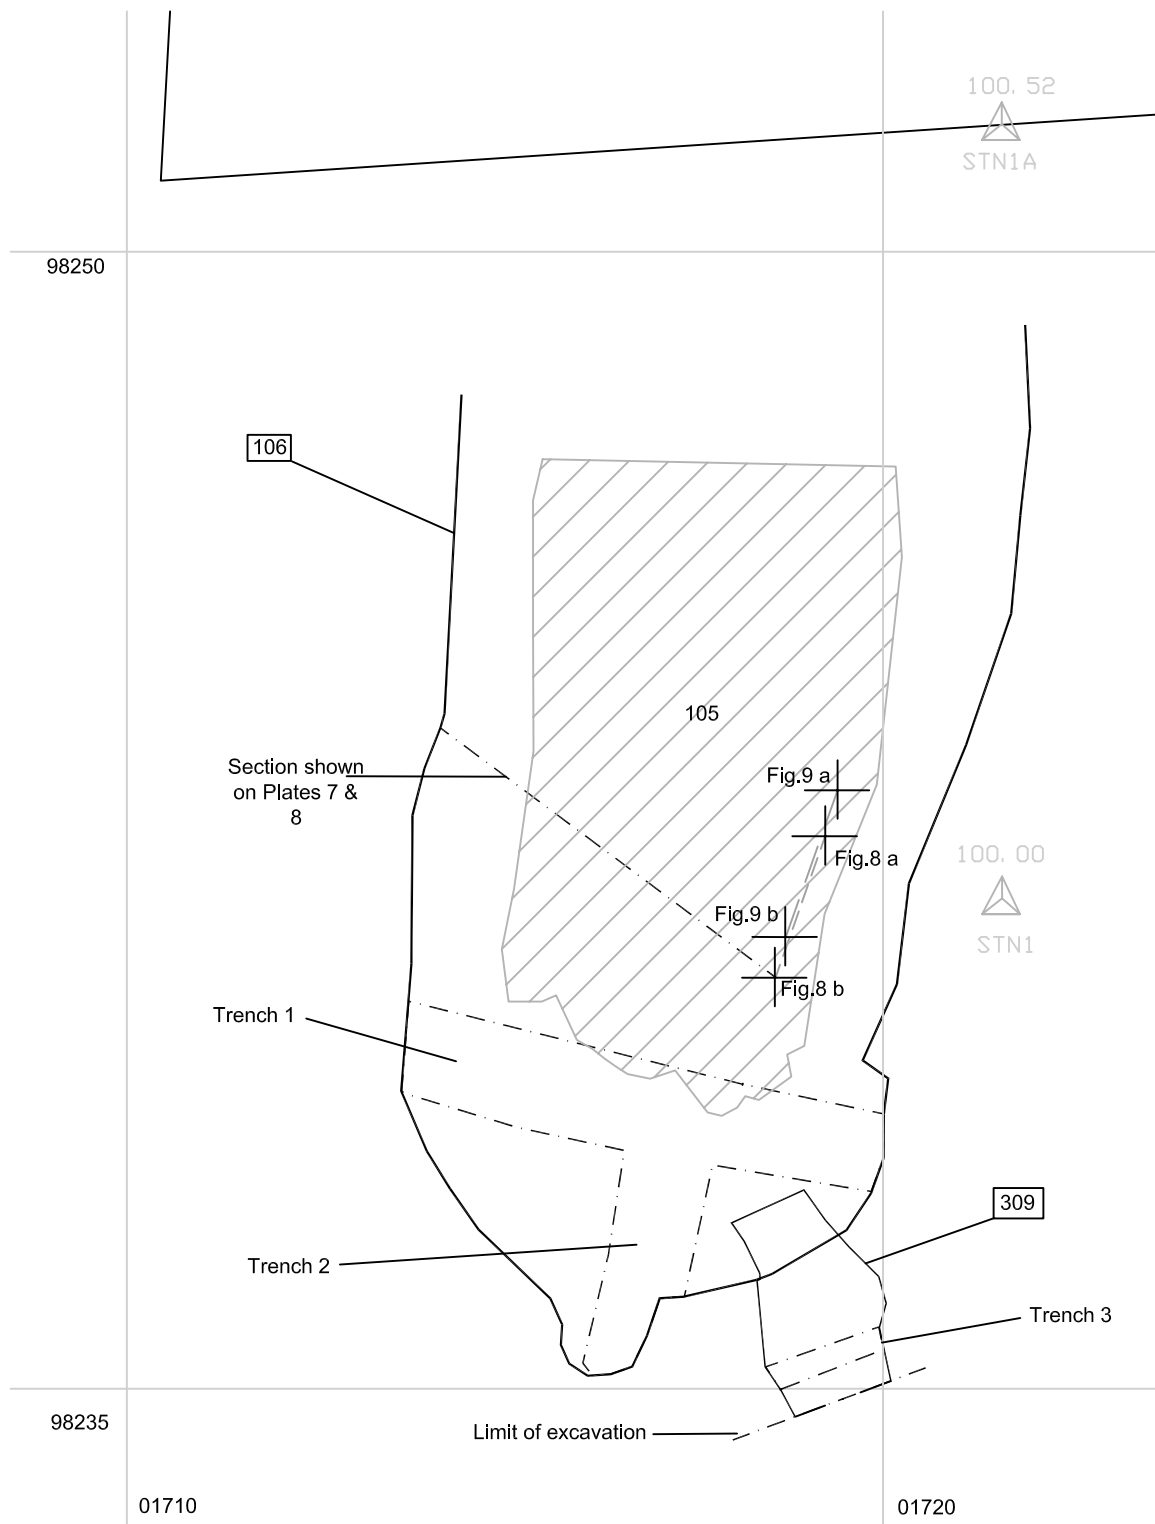 100. 52
STN1A
98250
106
105
Section shown
on Plates 7 &
8
Fig.9 a
Fig.8 a
100. 00
STN1
Fig.9 b
Fig.8 b
Trench 1
309
Trench 2
Trench 3
98235
Limit of excavation
01710
01720